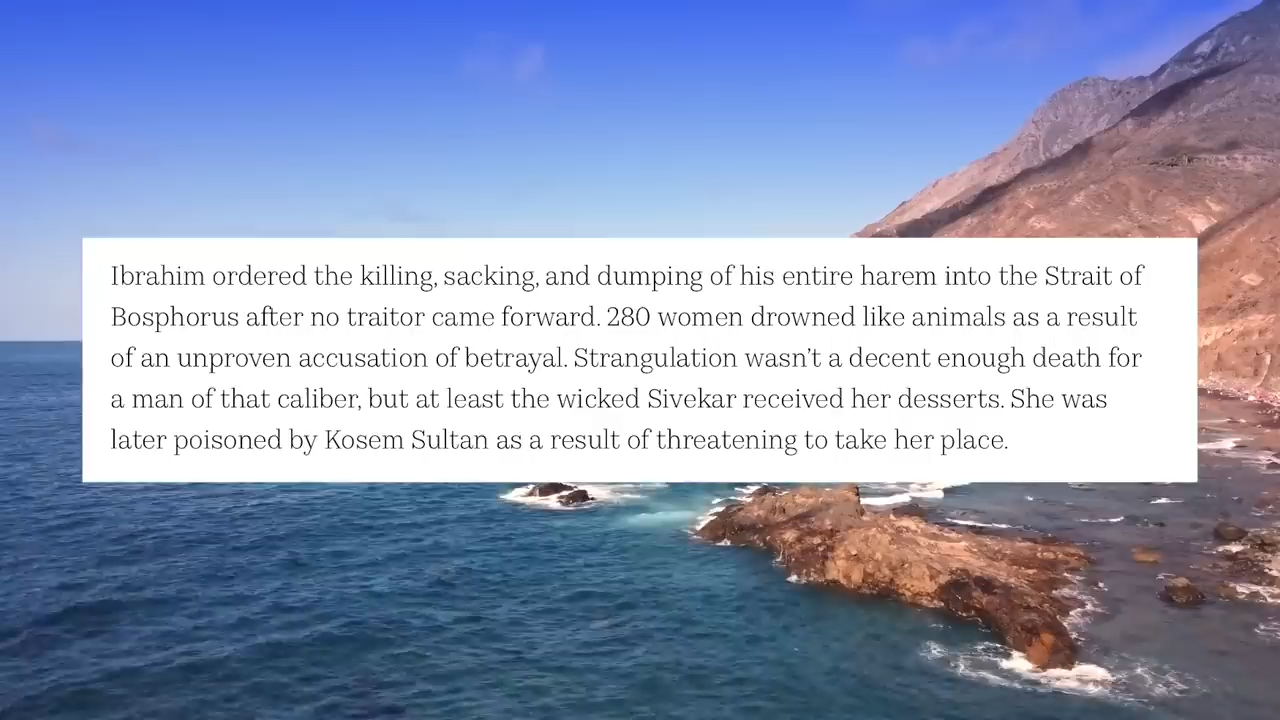 Ibrahim ordered the killing, sacking, and dumping of his entire harem into the Strait of
Bosphorus after no traitor came forward. 280 women drowned like animals as a result
of an unproven accusation of betrayal. Strangulation wasn’t a decent enough death for
a man of that caliber, but at least the wicked Sivekar received her desserts. She was
later poisoned by Kosem Sultan as a result of threatening to take her place.